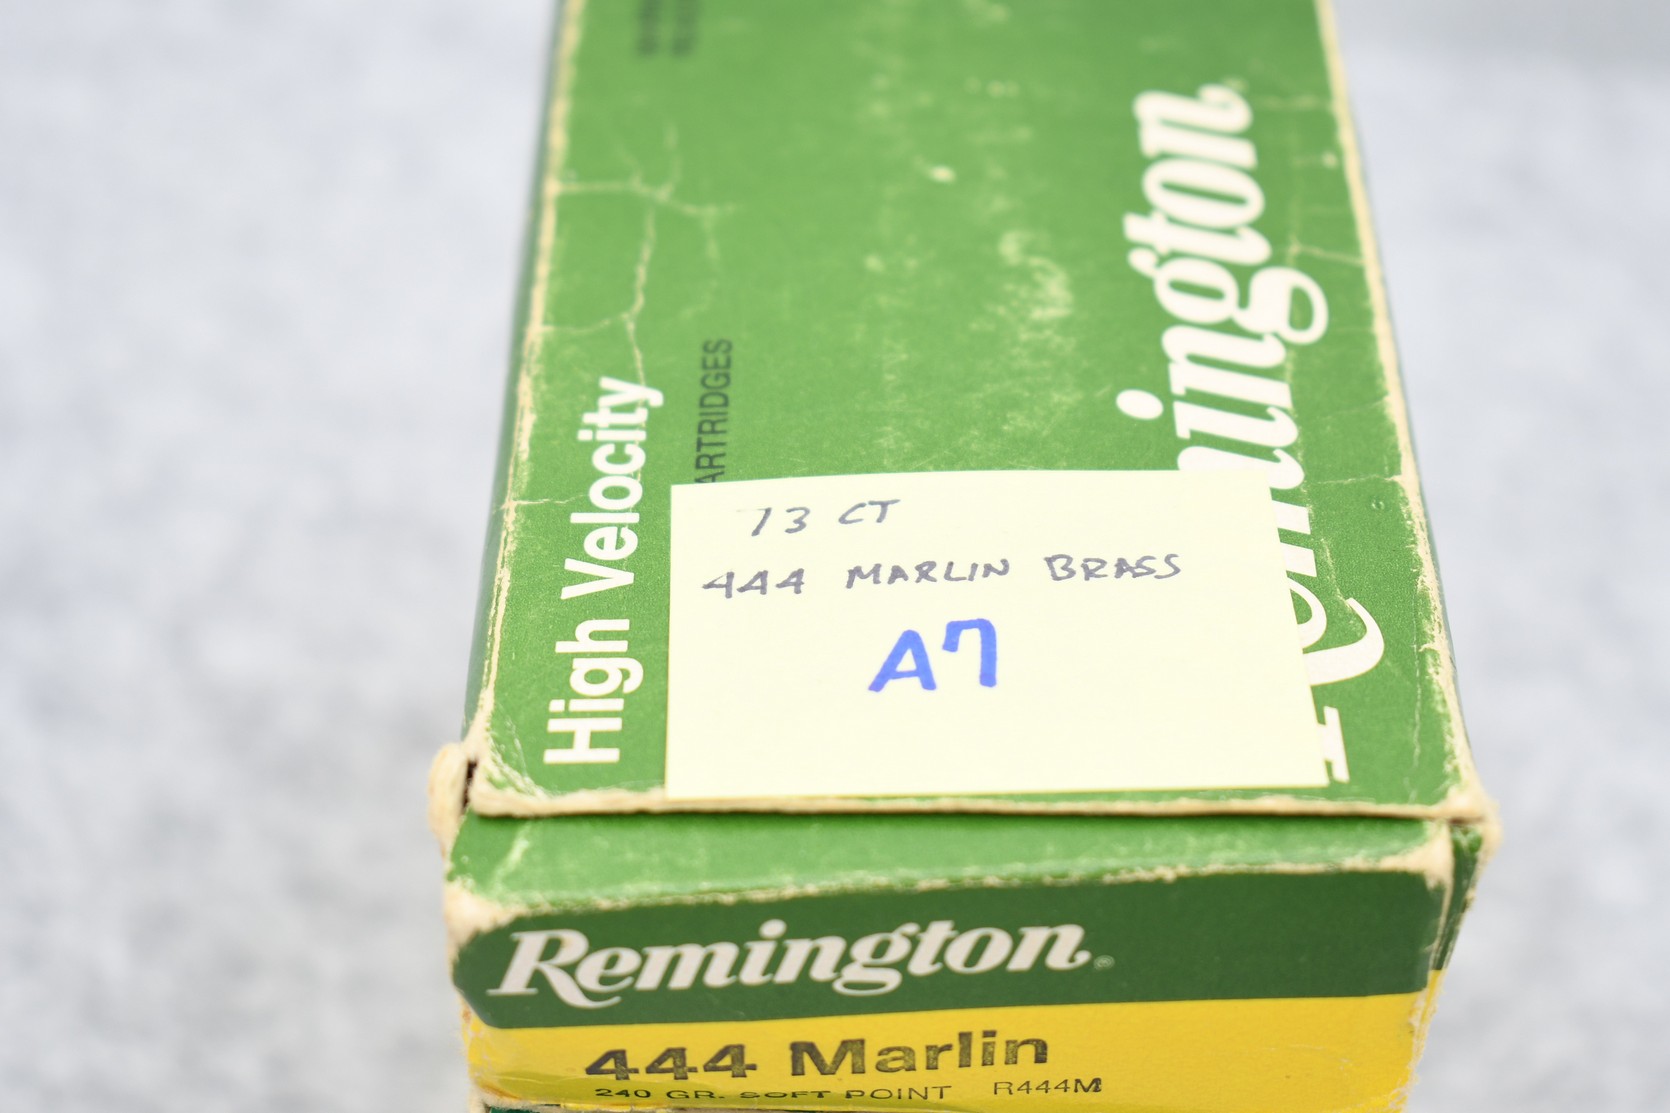 High Velocity
ARTRIDGES
Remington
73 CT
444 MARLIN BRASS
A7
Remington®
444 Marlin
240 GR. SOFT POINT R444M